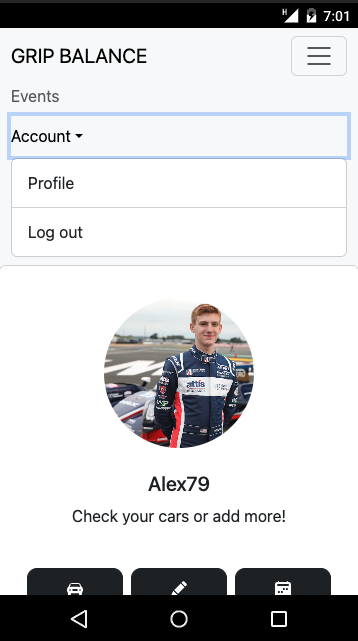 H
7:01
GRIP BALANCE
Events
Account
Profile
Log out
attis
Alex79
Check your cars or add more!